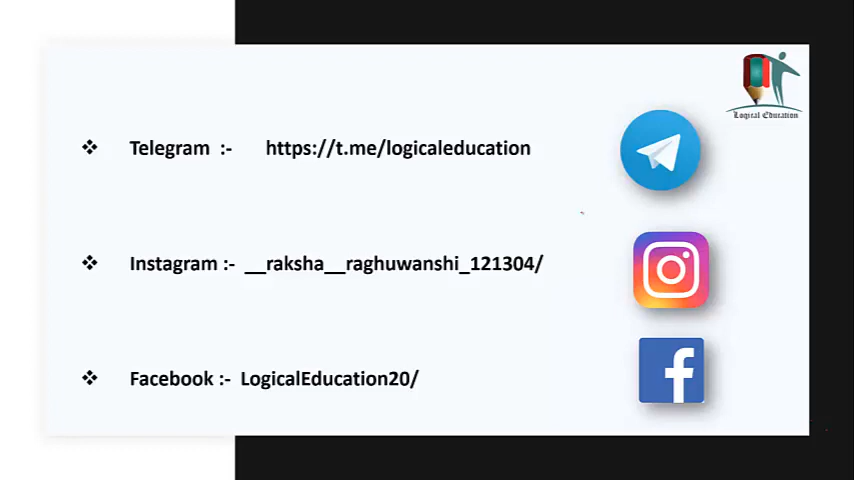 Logical Education
❖ Telegram :- https://t.me/logicaleducation
❖ Instagram :- __raksha__raghuwanshi_121304/
❖ Facebook :- LogicalEducation20/